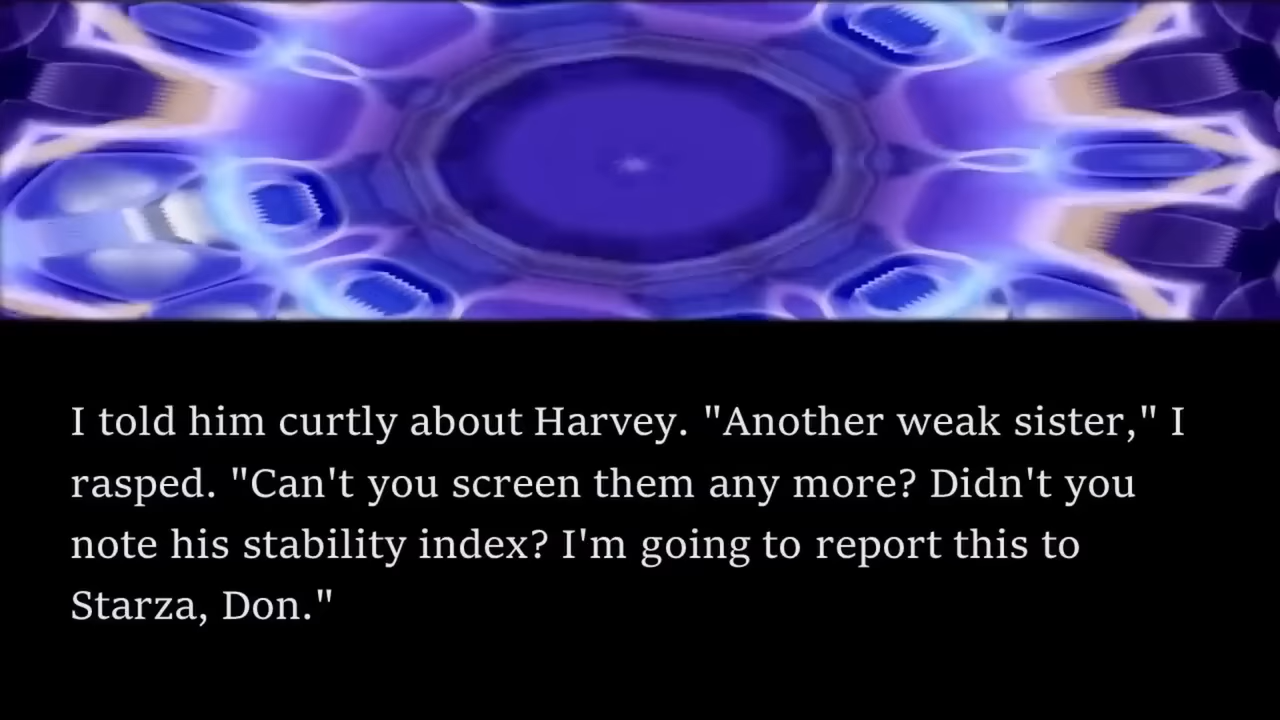 I told him curtly about Harvey. "Another weak sister," I
rasped. "Can't you screen them any more? Didn't you
note his stability index? I'm going to report this to
Starza, Don."